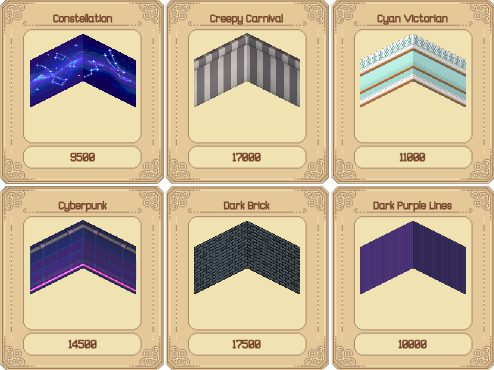 Constellation
Creepy Carnival
Cyan Victorian
9500
17000
11000
Cyberpunk
Dark Brick
Dark Purple Lines
14500
17500
10000